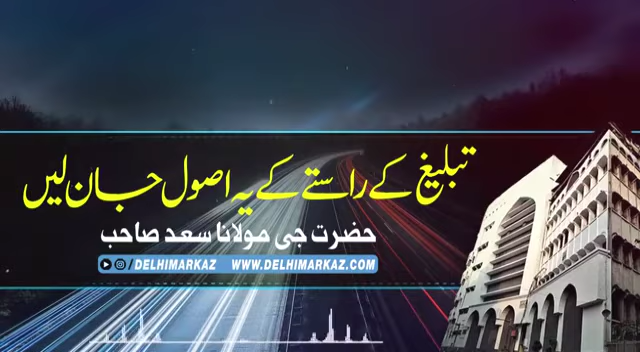 تبلیغ کے راستے کے یہ اصول جان لیں
حضرت جی مولانا سعد صاحب
/DELHIMARKAZ WWW.DELHIMARKAZ.COM